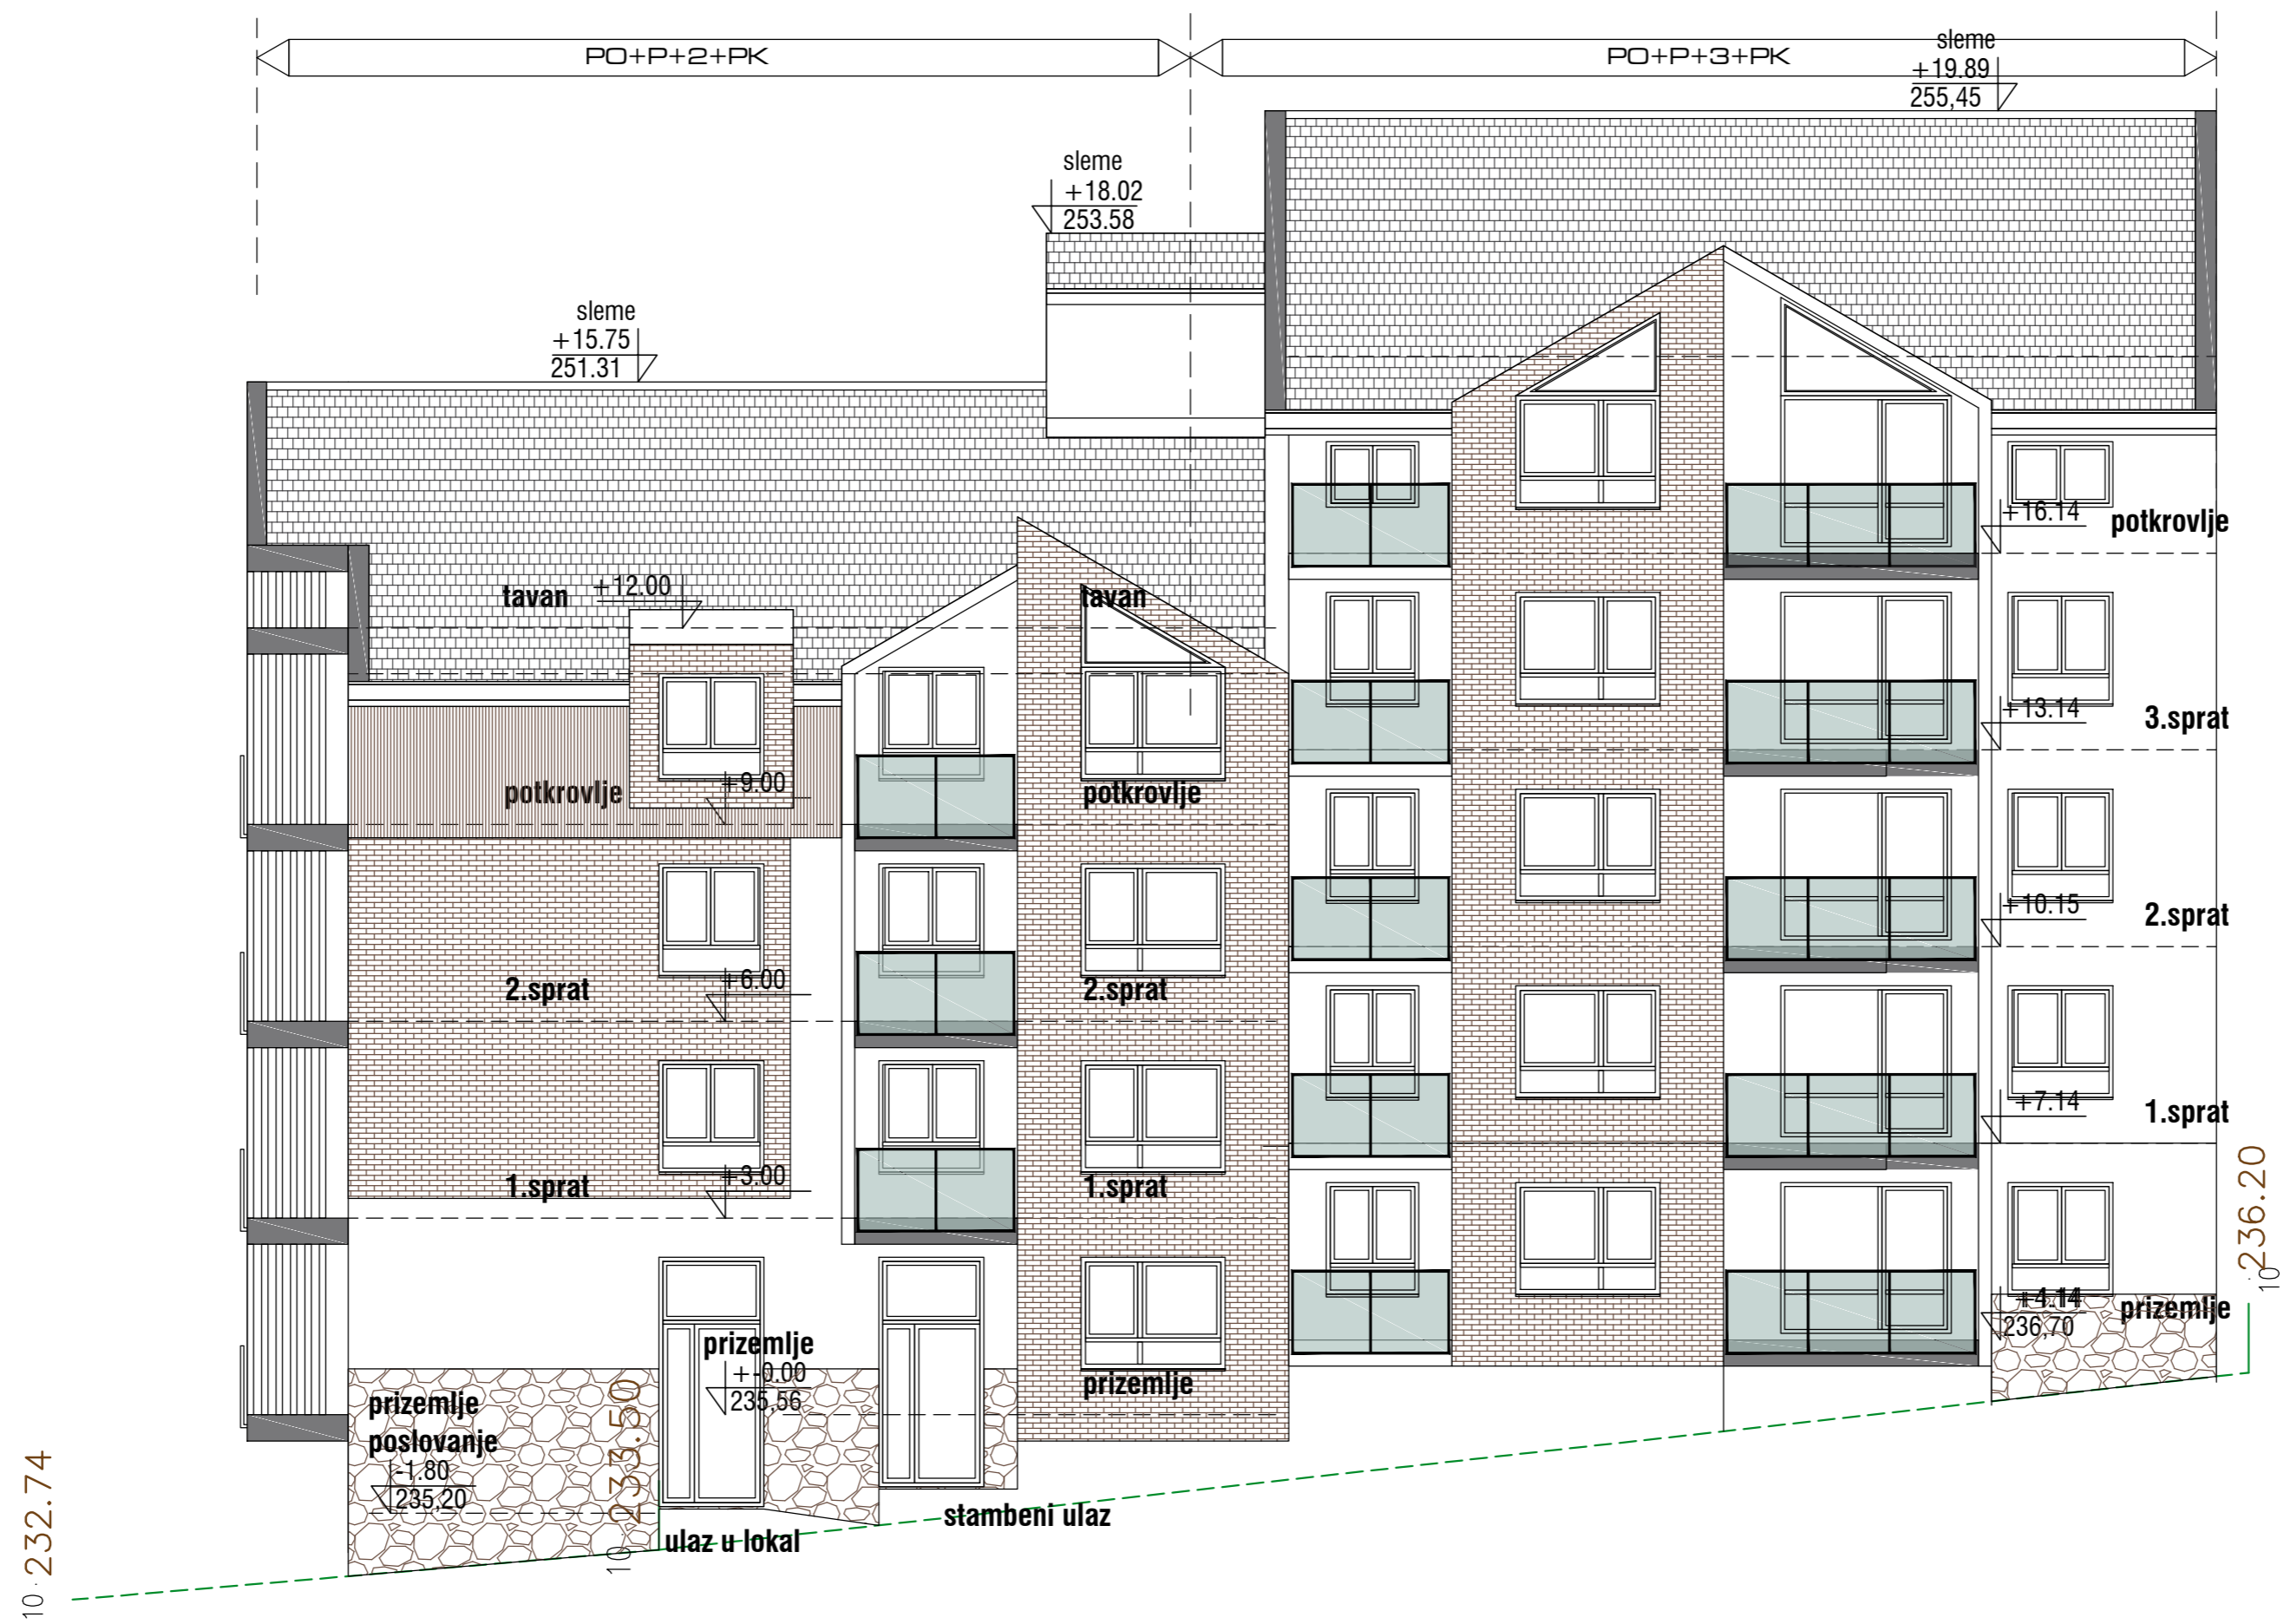 PO+P+2+PK
PO+P+3+PK
sleme
+19.89
255,45
sleme
+18.02
253.58
sleme
+15.75
251.31
+16.14
potkrovlje
tavan
+12.00
tavan
+13.14
3.sprat
potkrovlje
+9.00
potkrovlje
+10.15
2.sprat
2.sprat
+6.00
2.sprat
+7.14
1.sprat
1.sprat
+3.00
1.sprat
236.20
10
+4.14
236,70
prizemlje
prizemlje
+-0.00
235,56
prizemlje
prizemlje
poslovanje
-1.80
235,20
233.50
10
stambeni ulaz
ulaz u lokal
232.74
10